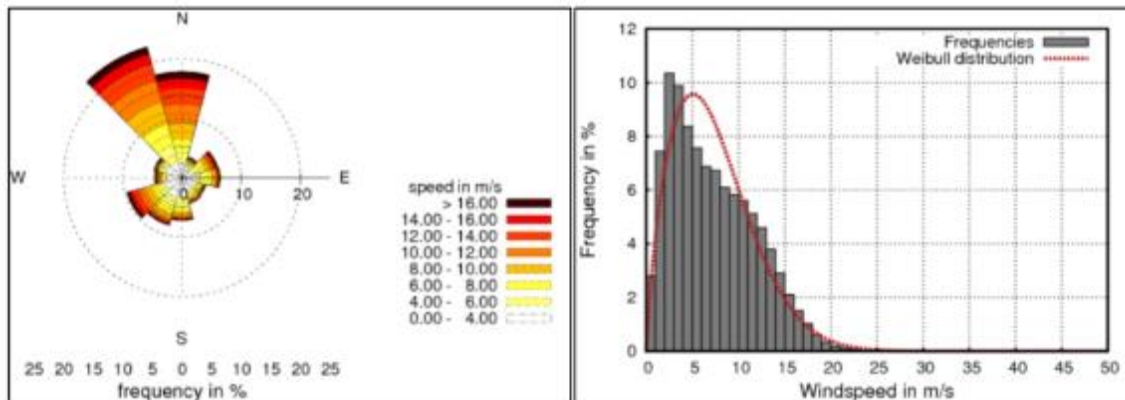 N
W
E
0 10 20
S
25 20 15 10 5 0 5 10 15 20 25
frequency in %
speed in m/s
> 16.00
14.00 - 16.00
12.00 - 14.00
10.00 - 12.00
8.00 - 10.00
6.00 - 8.00
4.00 - 6.00
0.00 - 4.00
Frequencies
Weibull distribution
Frequency in %
12
10
8
6
4
2
0
0 5 10 15 20 25 30 35 40 45 50
Windspeed in m/s